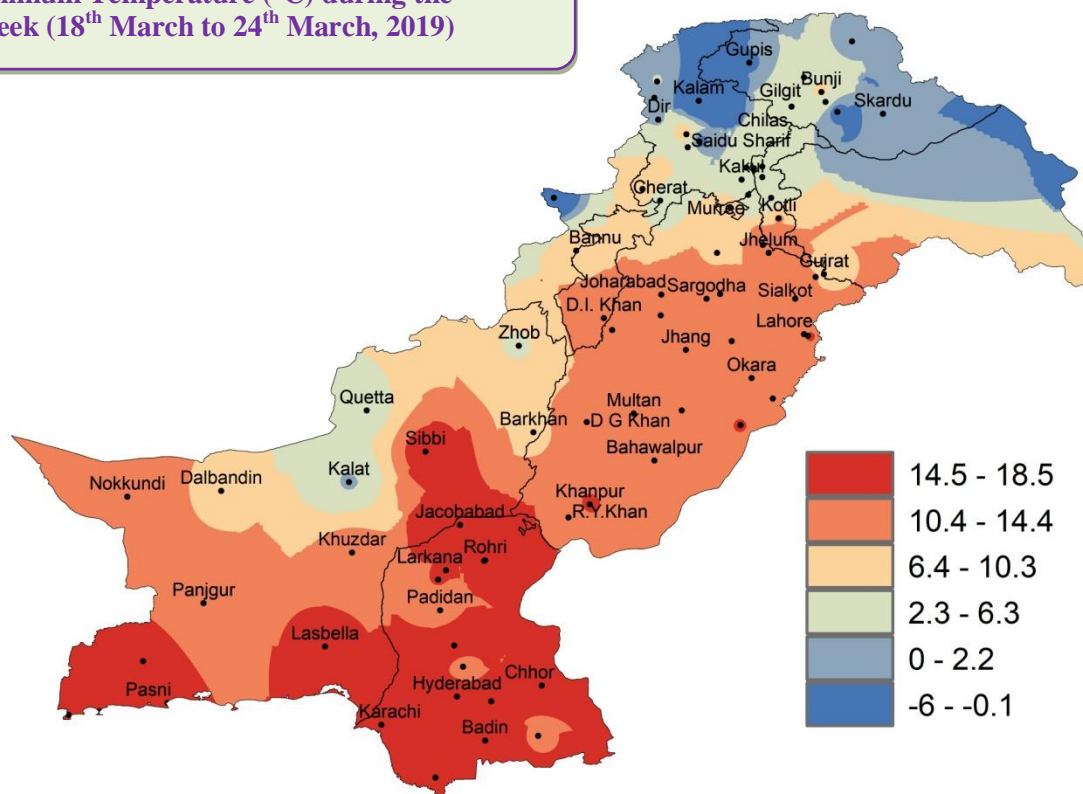 nimum Temperature (°C) during the
eek (18th March to 24th March, 2019)
Gupis
Bunji
Kalam
Gilgit
Skardu
Dir
Chilas
Saidu Sharif
Kakul
Cherat
Murree
Kotli
Bannu
Jhelum
Gujrat
Joharabad
Sargodha
Sialkot
D.I. Khan
Lahore
Zhob
Jhang
Okara
Quetta
Multan
Barkhan
D G Khan
Sibbi
Bahawalpur
Kalat
Dalbandin
Nokkundi
Khanpur
R.Y.Khan
Jacobabad
Khuzdar
Rohri
Larkana
Panjgur
Padidan
Lasbella
Chhor
Pasni
Hyderabad
Karachi
Badin
14.5 - 18.5
10.4 - 14.4
6.4 - 10.3
2.3 - 6.3
0 - 2.2
-6 - -0.1